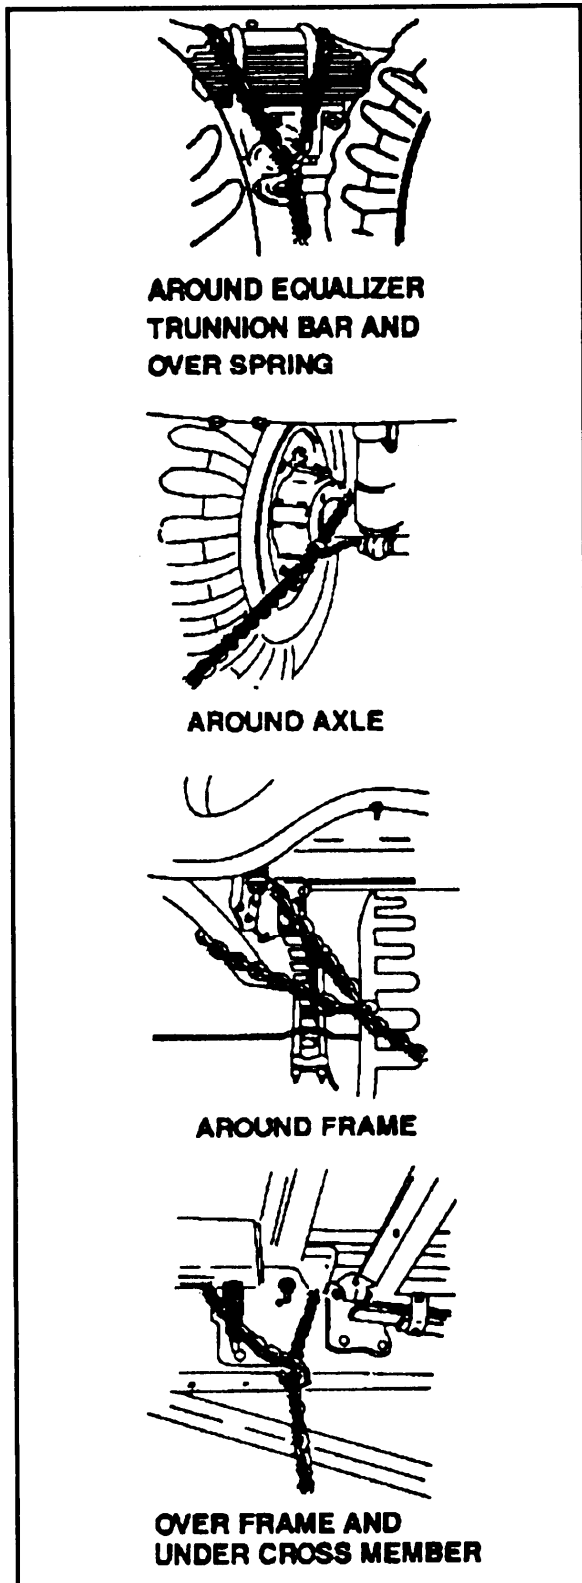 AROUND EQUALIZER
TRUNNION BAR AND
OVER SPRING
AROUND AXLE
AROUND FRAME
OVER FRAME AND
UNDER CROSS MEMBER